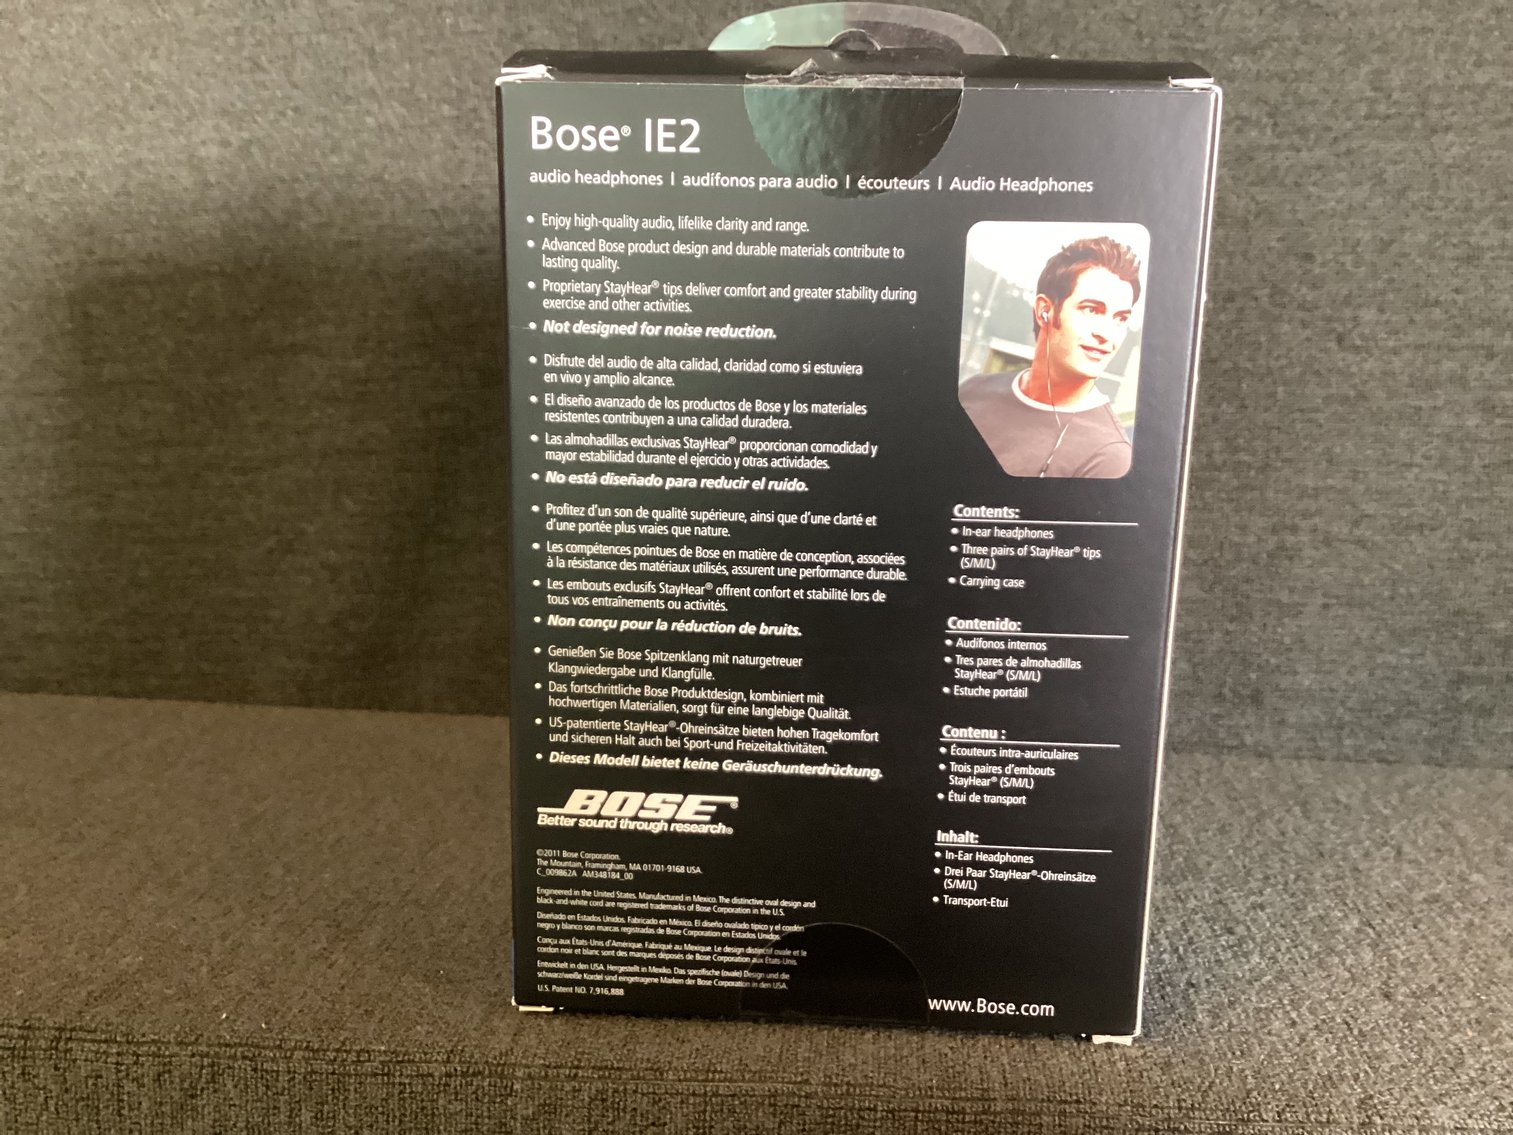 Bose® IE2
audio headphones | audífonos para audio | écouteurs | Audio Headphones
• Enjoy high-quality audio, lifelike clarity and range.
• Advanced Bose product design and durable materials contribute to
lasting quality.
• Proprietary StayHear® tips deliver comfort and greater stability during
exercise and other activities.
• Not designed for noise reduction.
• Disfrute del audio de alta calidad, claridad como si estuviera
en vivo y amplio alcance.
• El diseño avanzado de los productos de Bose y los materiales
resistentes contribuyen a una calidad duradera.
• Las almohadillas exclusivas StayHear® proporcionan comodidad y
mayor estabilidad durante el ejercicio y otras actividades.
• No está diseñado para reducir el ruido.
• Profitez d'un son de qualité supérieure, ainsi que d'une clarté et
d'une portée plus vraies que nature.
• Les compétences pointues de Bose en matière de conception, associées
à la résistance des matériaux utilisés, assurent une performance durable.
• Les embouts exclusifs StayHear® offrent confort et stabilité lors de
tous vos entraînements ou activités.
• Non conçu pour la réduction de bruits.
• Genießen Sie Bose Spitzenklang mit naturgetreuer
Klangwiedergabe und Klangfülle.
• Das fortschrittliche Bose Produktdesign, kombiniert mit
hochwertigen Materialien, sorgt für eine langlebige Qualität.
• US-patentierte StayHear®-Ohreinsätze bieten hohen Tragekomfort
und sicheren Halt auch bei Sport-und Freizeitaktivitäten.
• Dieses Modell bietet keine Geräuschunterdrückung.
BOSE®
Better sound through research®
©2011 Bose Corporation.
The Mountain, Framingham, MA 01701-9168 USA.
C_009862A AM348184_00
Engineered in the United States. Manufactured in Mexico. The distinctive oval design and
black-and-white cord are registered trademarks of Bose Corporation in the U.S.
Diseñado en Estados Unidos. Fabricado en México. El diseño ovalado típico y el cordón
negro y blanco son marcas registradas de Bose Corporation en Estados Unidos.
Conçu aux États-Unis d'Amérique. Fabriqué au Mexique. Le design distinctif ovale et le
cordon noir et blanc sont des marques déposés de Bose Corporation aux États-Unis.
Entwickelt in den USA. Hergestellt in Mexiko. Das spezifische (ovale) Design und die
schwarz/weiße Kordel sind eingetragene Marken der Bose Corporation in den USA.
U.S. Patent NO. 7,916,888
Contents:
• In-ear headphones
• Three pairs of StayHear® tips
(S/M/L)
• Carrying case
Contenido:
• Audífonos internos
• Tres pares de almohadillas
StayHear® (S/M/L)
• Estuche portátil
Contenu :
• Écouteurs intra-auriculaires
• Trois paires d'embouts
StayHear® (S/M/L)
• Étui de transport
Inhalt:
• In-Ear Headphones
• Drei Paar StayHear®-Ohreinsätze
(S/M/L)
• Transport-Etui
www.Bose.com